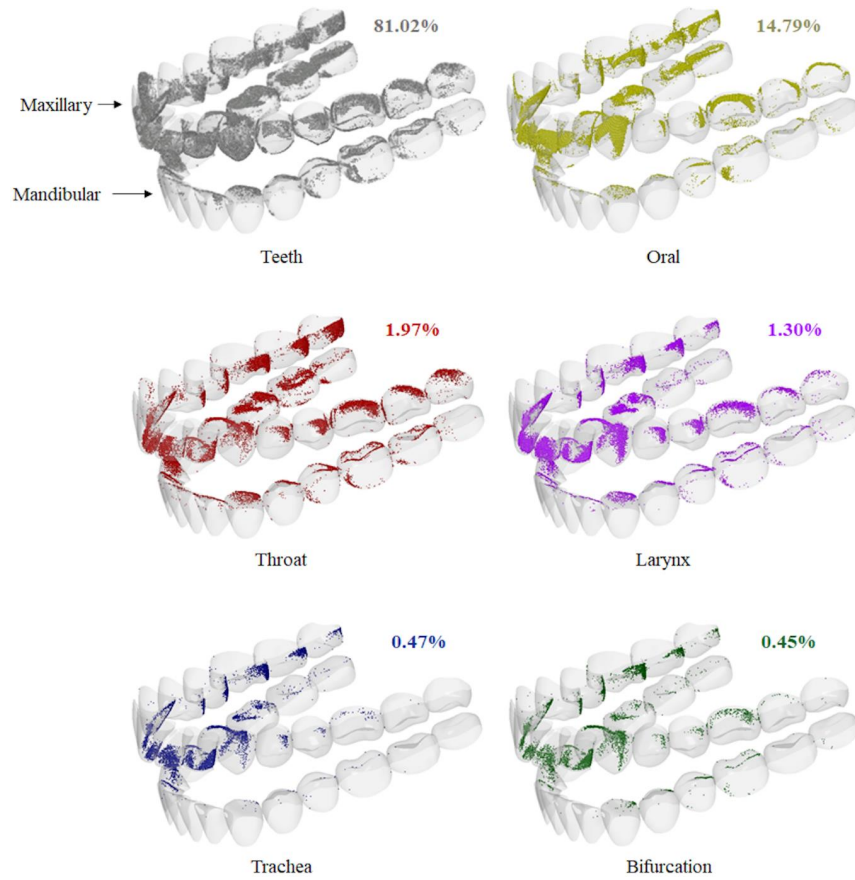 81.02%
14.79%
Maxillary
Mandibular
Teeth
Oral
1.97%
1.30%
Throat
Larynx
0.47%
0.45%
Trachea
Bifurcation